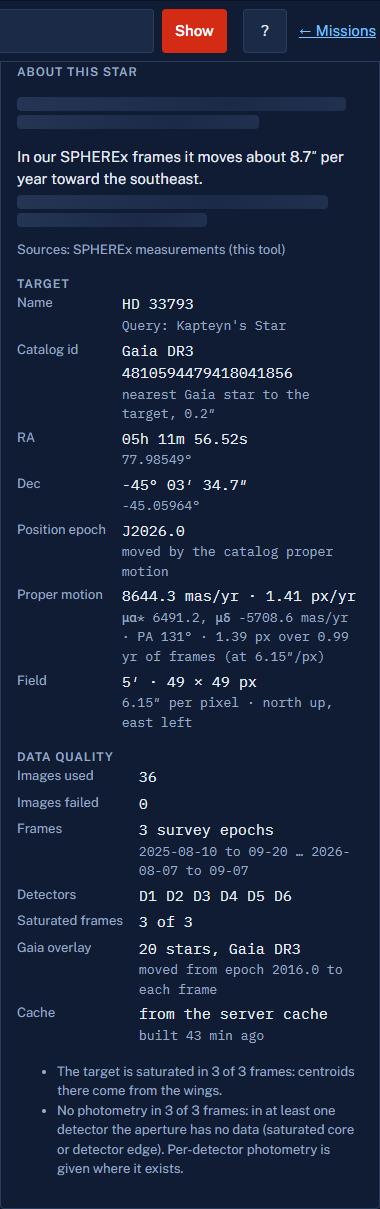 Show
?
← Missions
ABOUT THIS STAR
In our SPHEREx frames it moves about 8.7″ per
year toward the southeast.
Sources: SPHEREx measurements (this tool)
TARGET
Name
HD 33793
Query: Kapteyn's Star
Catalog id
Gaia DR3
4810594479418041856
nearest Gaia star to the
target, 0.2″
RA
05h 11m 56.52s
77.98549°
Dec
-45° 03′ 34.7″
-45.05964°
Position epoch
J2026.0
moved by the catalog proper
motion
Proper motion
8644.3 mas/yr · 1.41 px/yr
μα* 6491.2, μδ -5708.6 mas/yr
· PA 131° · 1.39 px over 0.99
yr of frames (at 6.15″/px)
Field
5′ · 49 × 49 px
6.15″ per pixel · north up,
east left
DATA QUALITY
Images used
36
Images failed
0
Frames
3 survey epochs
2025-08-10 to 09-20 … 2026-
08-07 to 09-07
Detectors
D1 D2 D3 D4 D5 D6
Saturated frames
3 of 3
Gaia overlay
20 stars, Gaia DR3
moved from epoch 2016.0 to
each frame
Cache
from the server cache
built 43 min ago
• The target is saturated in 3 of 3 frames: centroids
there come from the wings.
• No photometry in 3 of 3 frames: in at least one
detector the aperture has no data (saturated core
or detector edge). Per-detector photometry is
given where it exists.